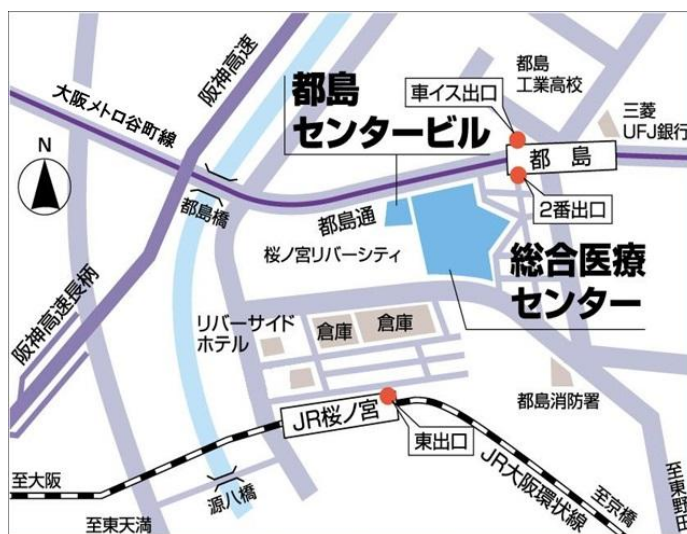 阪神高速
大阪メトロ谷町線
都島
センタービル
車イス出口
都島
工業高校
三菱
UFJ銀行
N
都島
都島橋
都島通
2番出口
桜ノ宮リバーシティ
総合医療
センター
阪神高速長柄
リバーサイド
ホテル
倉庫
倉庫
都島消防署
JR桜ノ宮
東出口
至大阪
源八橋
JR大阪環状線
至京橋
至東野田
至東天満